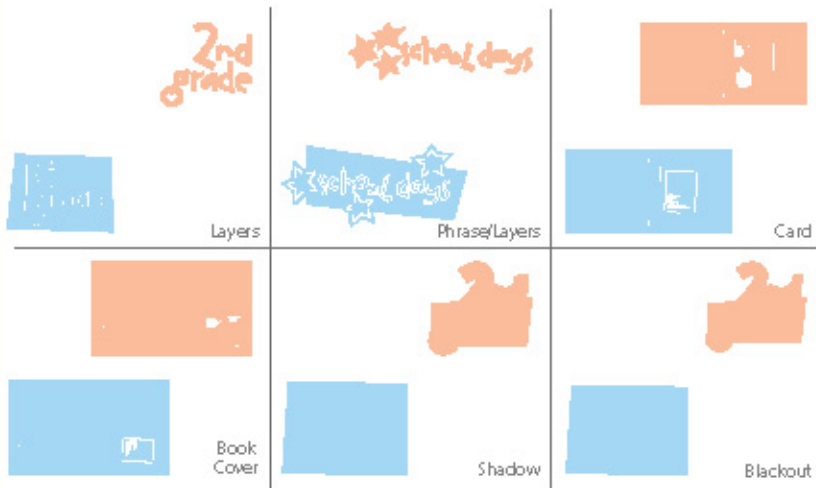 2nd
grade
school days
school days
Layers
Phrase/Layers
Card
Book
Cover
Shadow
Blackout